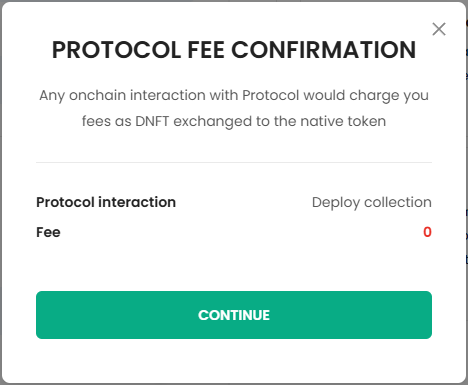 PROTOCOL FEE CONFIRMATION
Any onchain interaction with Protocol would charge you
fees as DNFT exchanged to the native token
Protocol interaction Deploy collection
Fee 0
CONTINUE